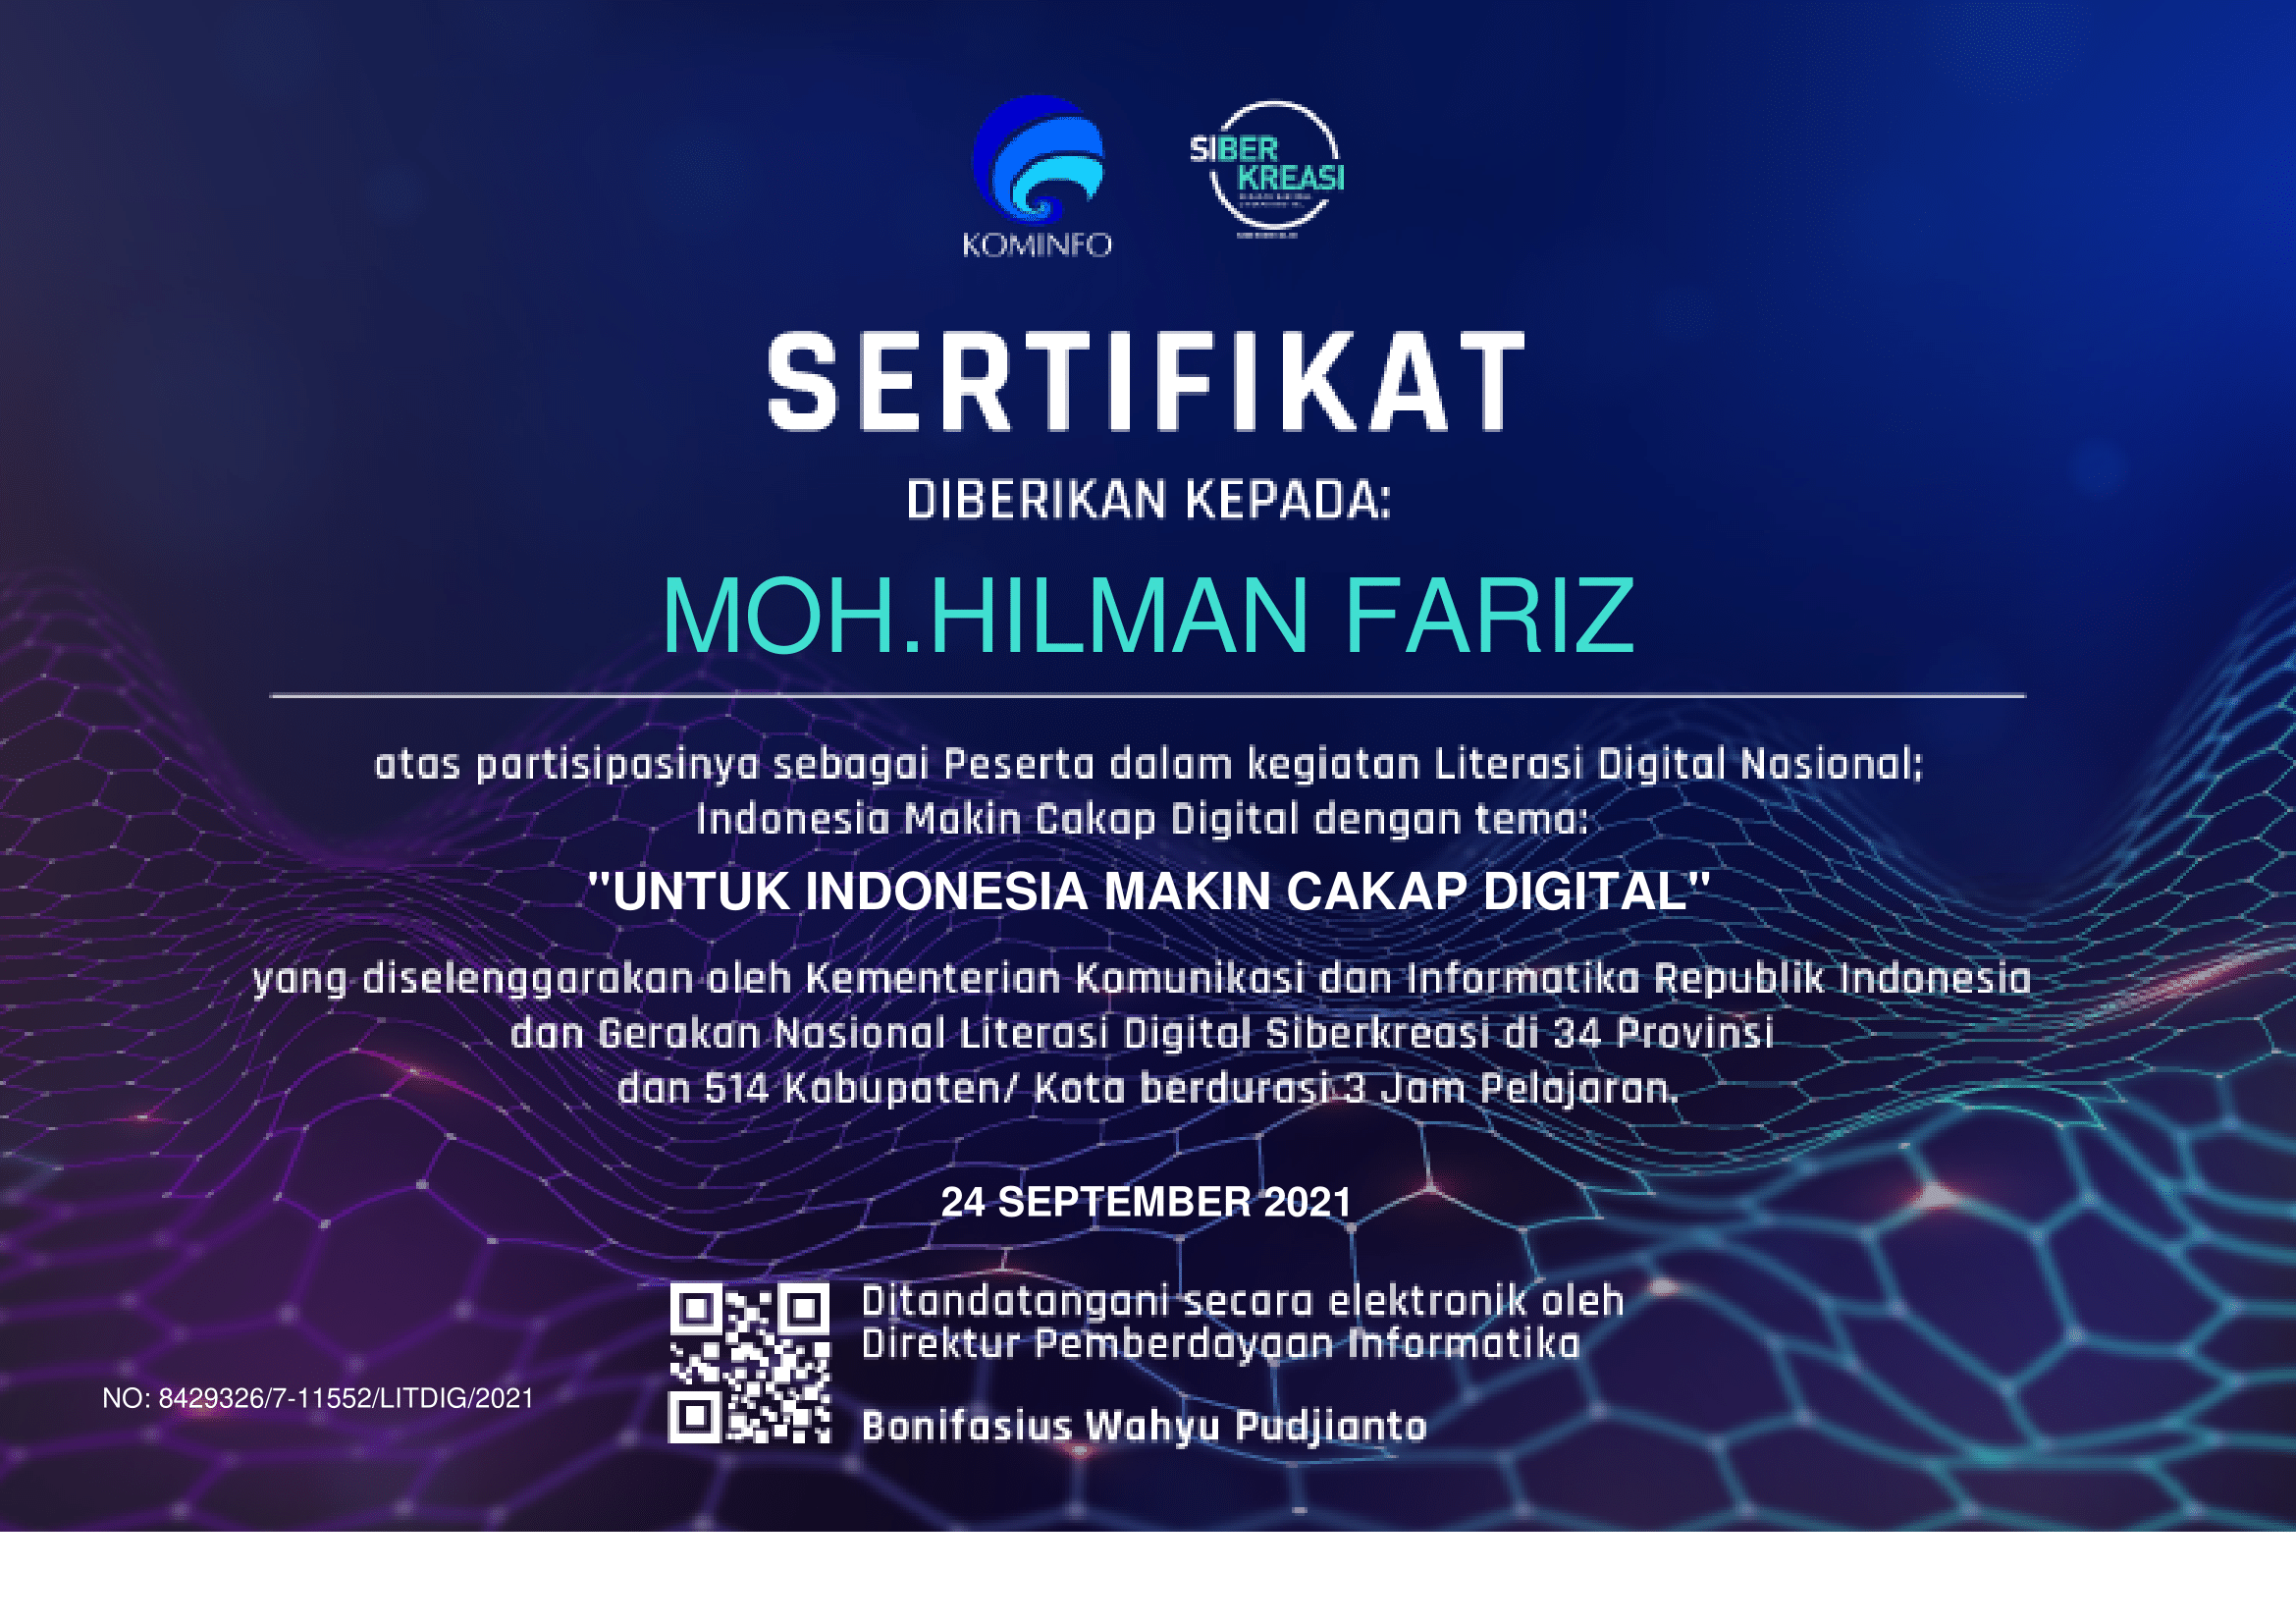 KOMINFO
SIBER
KREASI
SERTIFIKAT
DIBERIKAN KEPADA:
MOH.HILMAN FARIZ
atas partisipasinya sebagai Peserta dalam kegiatan Literasi Digital Nasional;
Indonesia Makin Cakap Digital dengan tema:
"UNTUK INDONESIA MAKIN CAKAP DIGITAL"
yang diselenggarakan oleh Kementerian Komunikasi dan Informatika Republik Indonesia
dan Gerakan Nasional Literasi Digital Siberkreasi di 34 Provinsi
dan 514 Kabupaten/ Kota berdurasi 3 Jam Pelajaran.
24 SEPTEMBER 2021
Ditandatangani secara elektronik oleh
Direktur Pemberdayaan Informatika
Bonifasius Wahyu Pudjianto
NO: 8429326/7-11552/LITDIG/2021